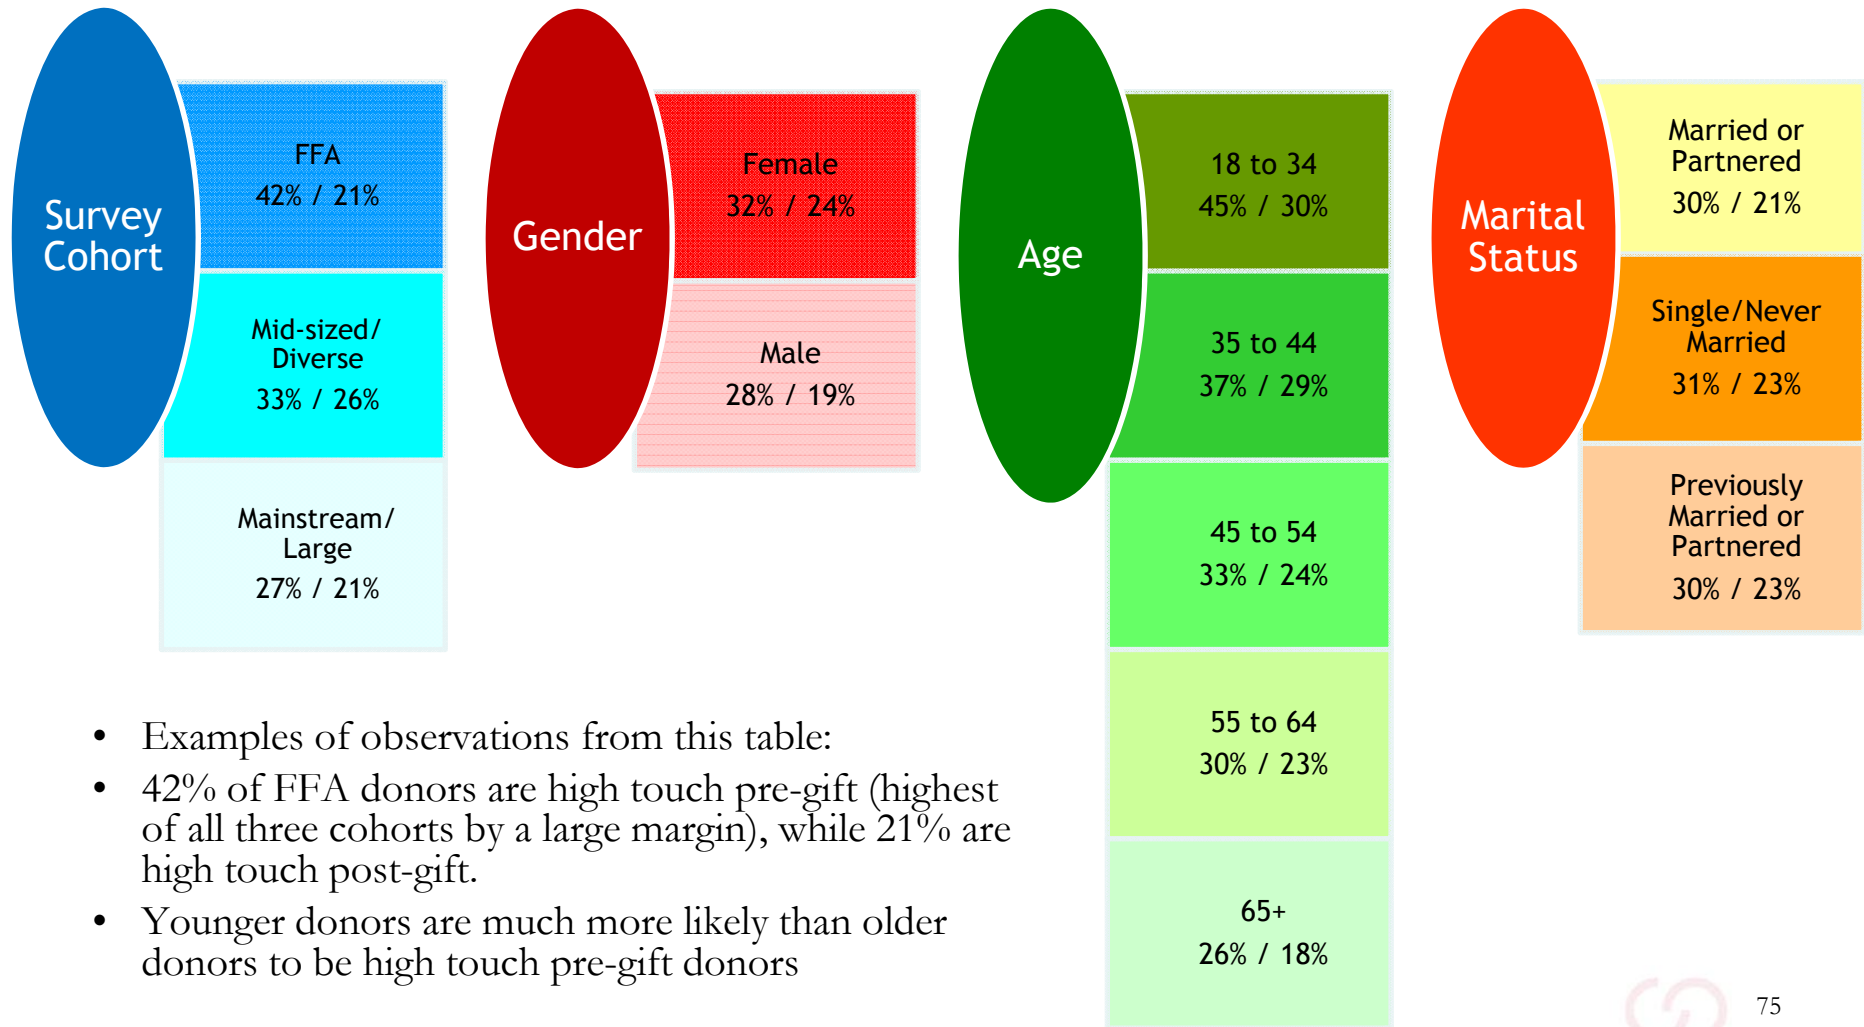 Survey
Cohort
FFA
42% / 21%
Mid-sized/
Diverse
33% / 26%
Mainstream/
Large
27% / 21%
Gender
Female
32% / 24%
Male
28% / 19%
Age
18 to 34
45% / 30%
35 to 44
37% / 29%
45 to 54
33% / 24%
55 to 64
30% / 23%
65+
26% / 18%
Marital
Status
Married or
Partnered
30% / 21%
Single/Never
Married
31% / 23%
Previously
Married or
Partnered
30% / 23%
• Examples of observations from this table:
• 42% of FFA donors are high touch pre-gift (highest
of all three cohorts by a large margin), while 21% are
high touch post-gift.
• Younger donors are much more likely than older
donors to be high touch pre-gift donors
75